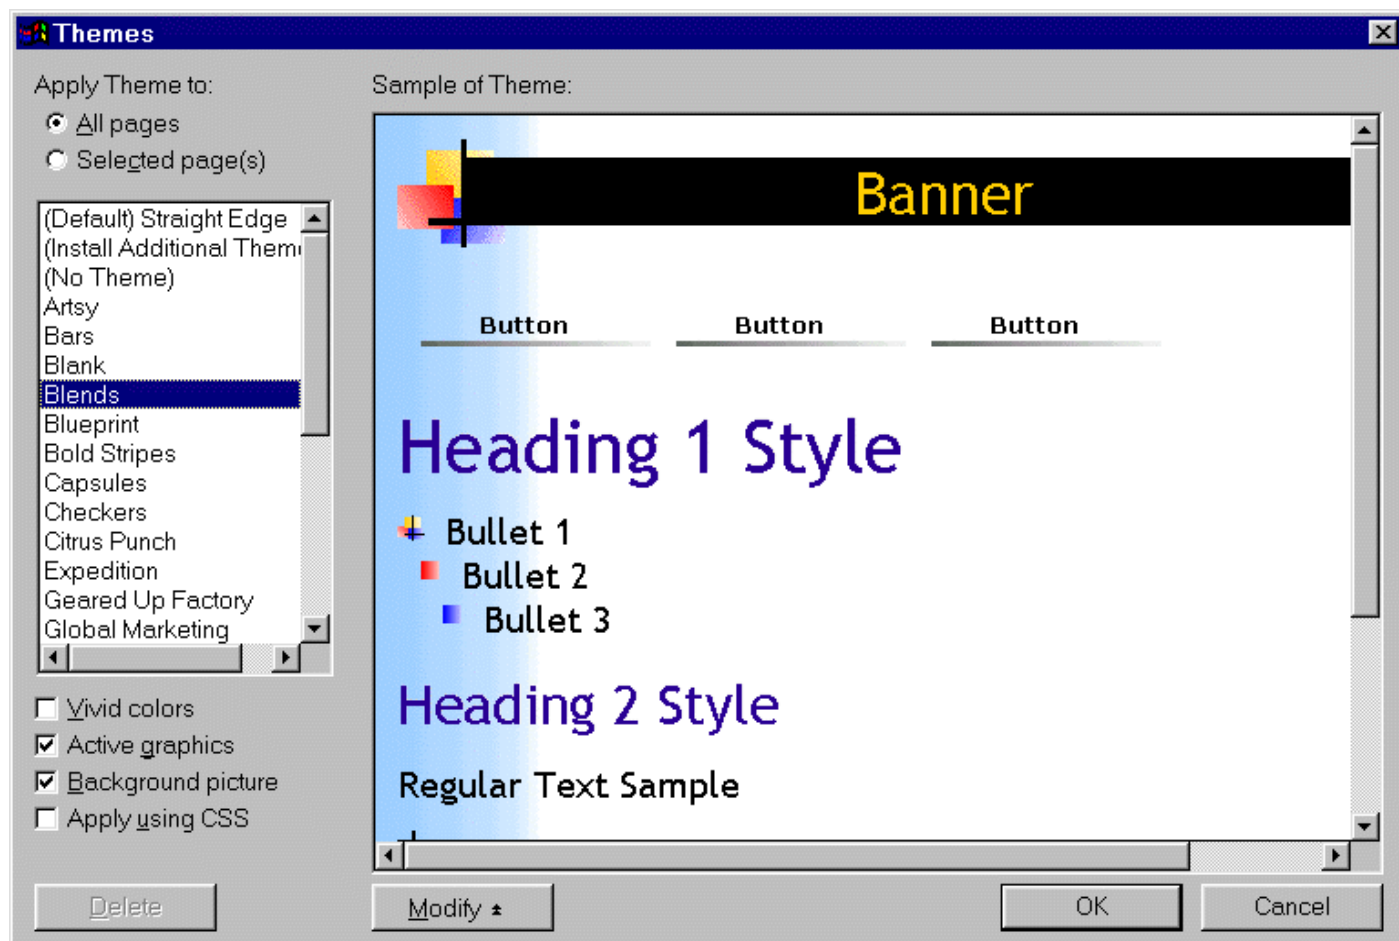 Themes
Apply Theme to:
All pages
Selected page(s)
(Default) Straight Edge
(Install Additional Them
(No Theme)
Artsy
Bars
Blank
Blends
Blueprint
Bold Stripes
Capsules
Checkers
Citrus Punch
Expedition
Geared Up Factory
Global Marketing
Vivid colors
Active graphics
Background picture
Apply using CSS
Delete
Sample of Theme:
Banner
Button Button Button
Heading 1 Style
Bullet 1
Bullet 2
Bullet 3
Heading 2 Style
Regular Text Sample
Modify
OK
Cancel